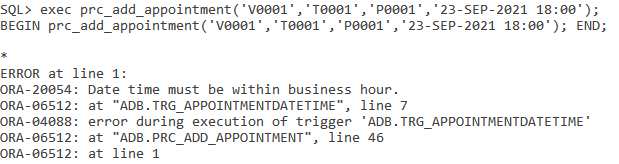 SQL> exec prc_add_appointment('V0001','T0001','P0001','23-SEP-2021 18:00');
BEGIN prc_add_appointment('V0001','T0001','P0001','23-SEP-2021 18:00'); END;
*
ERROR at line 1:
ORA-20054: Date time must be within business hour.
ORA-06512: at "ADB.TRG_APPOINTMENTDATETIME", line 7
ORA-04088: error during execution of trigger 'ADB.TRG_APPOINTMENTDATETIME'
ORA-06512: at "ADB.PRC_ADD_APPOINTMENT", line 46
ORA-06512: at line 1